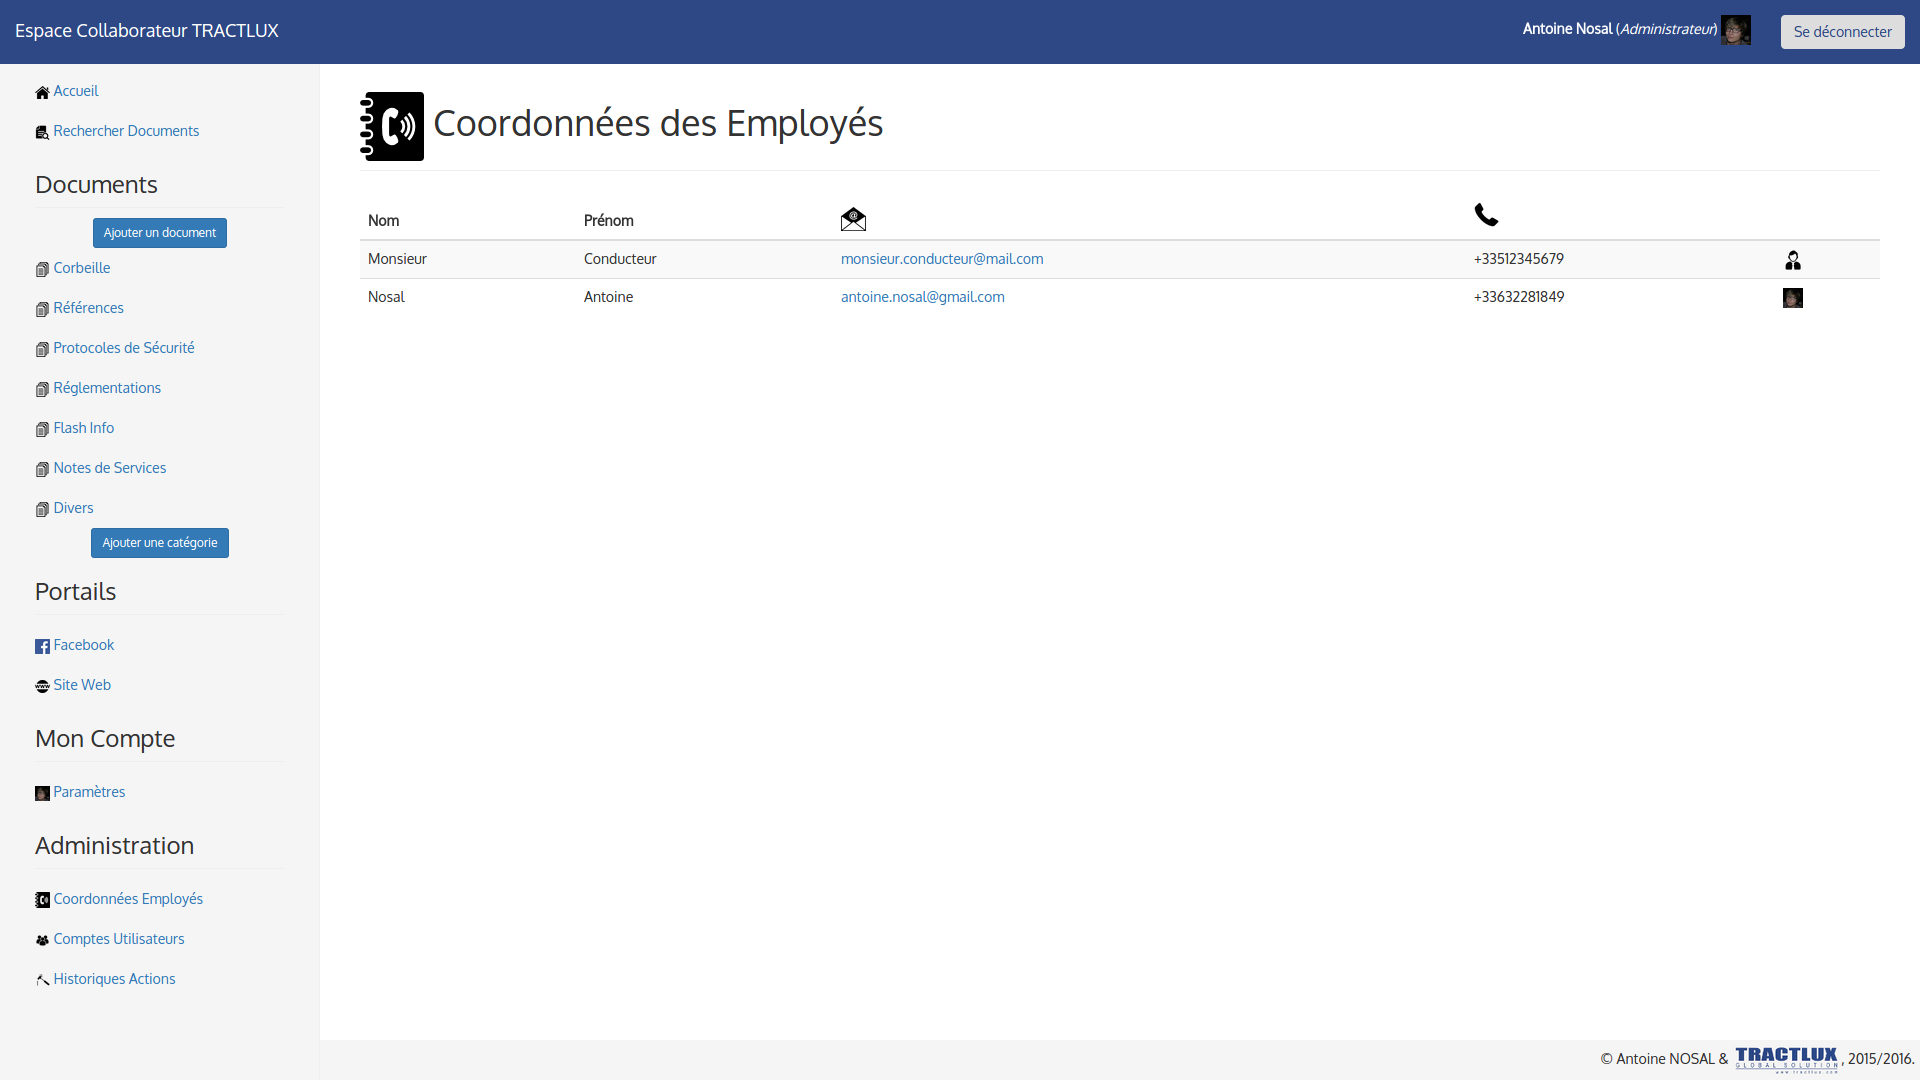 Espace Collaborateur TRACTLUX
Antoine Nosal (Administrateur)
Se déconnecter
Accueil
Rechercher Documents
Documents
Ajouter un document
Corbeille
Références
Protocoles de Sécurité
Réglementations
Flash Info
Notes de Services
Divers
Ajouter une catégorie
Portails
Facebook
Site Web
Mon Compte
Paramètres
Administration
Coordonnées Employés
Comptes Utilisateurs
Historiques Actions
Coordonnées des Employés
Nom Prénom
Monsieur Conducteur monsieur.conducteur@mail.com +33512345679
Nosal Antoine antoine.nosal@gmail.com +33632281849
© Antoine NOSAL & TRACTLUX GLOBAL SOLUTION www.tractlux.com , 2015/2016.